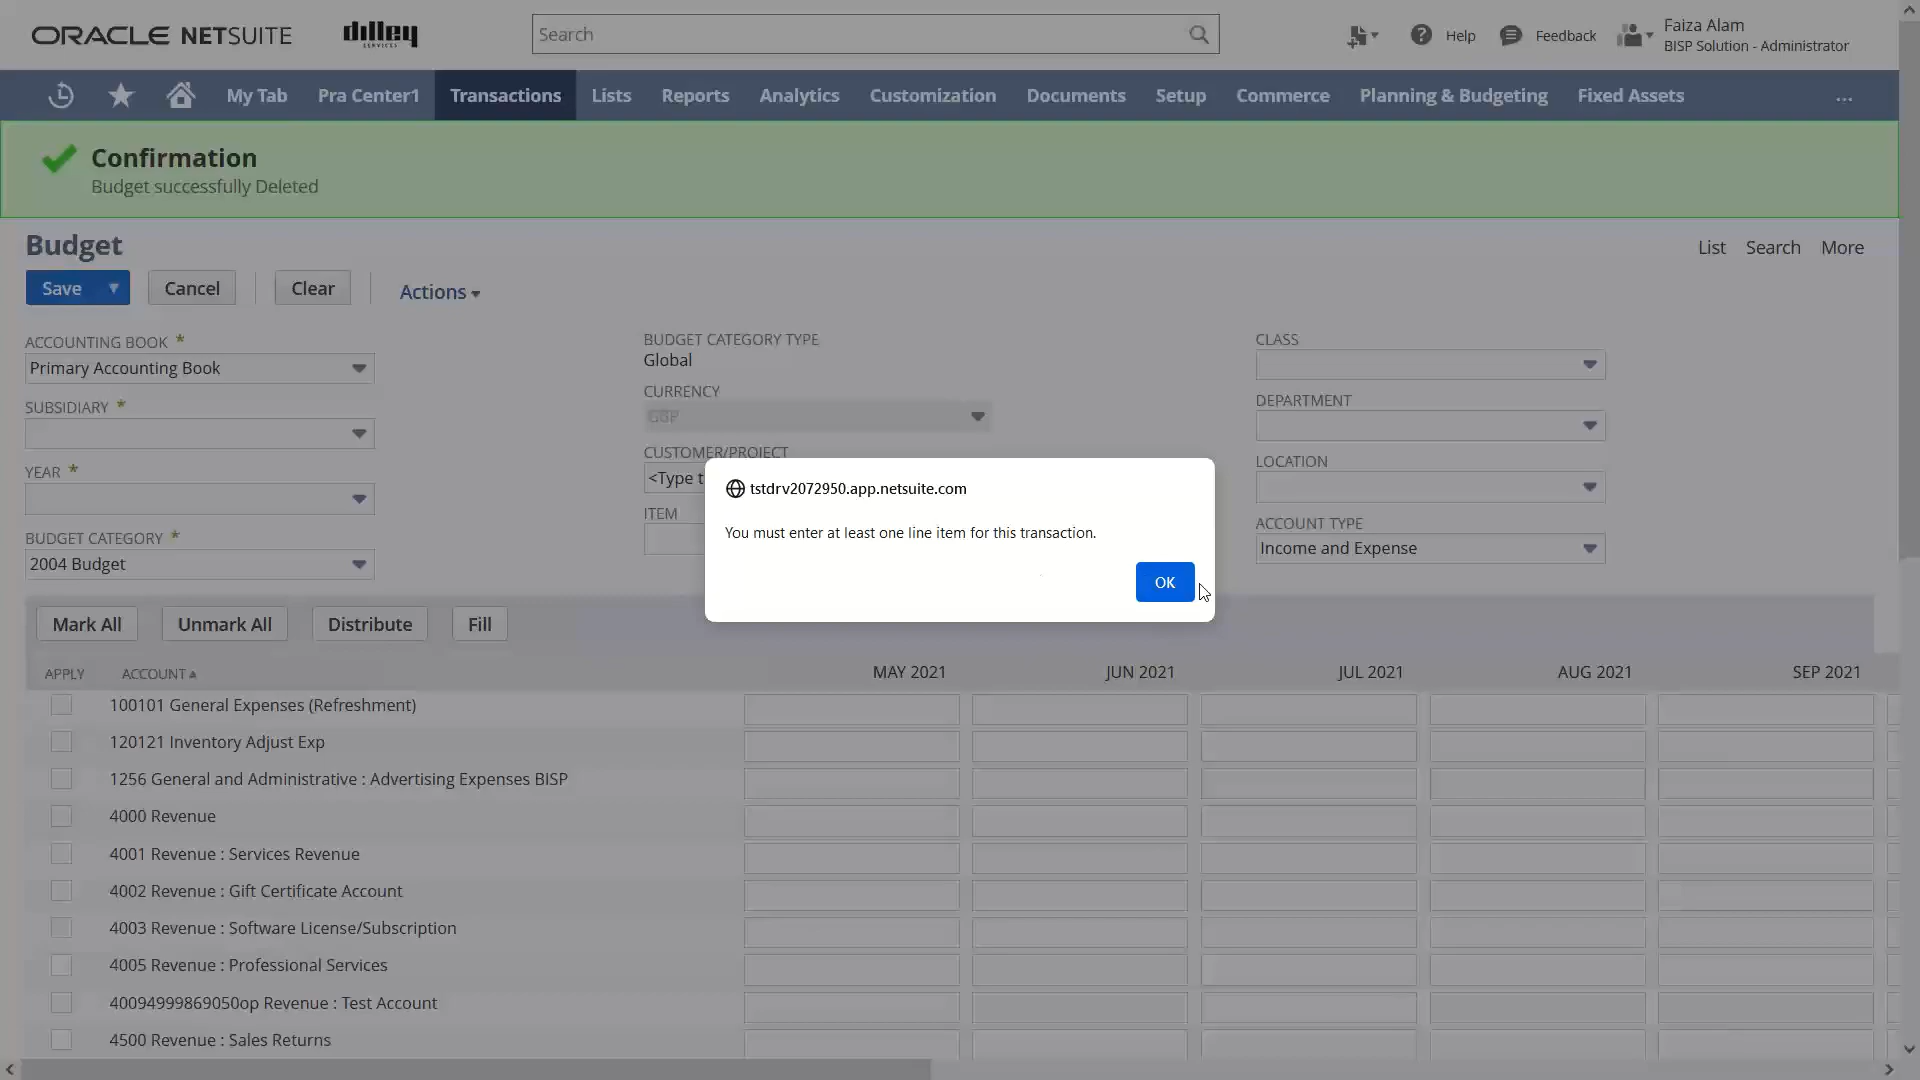 ORACLE NETSUITE
dilley
SERVICES
Search
Help
Feedback
Faiza Alam
BISP Solution - Administrator
My Tab
Pra Center1
Transactions
Lists
Reports
Analytics
Customization
Documents
Setup
Commerce
Planning & Budgeting
Fixed Assets
...
Confirmation
Budget successfully Deleted
Budget
List
Search
More
Save
Cancel
Clear
Actions
ACCOUNTING BOOK *
Primary Accounting Book
SUBSIDIARY *
YEAR *
BUDGET CATEGORY *
2004 Budget
BUDGET CATEGORY TYPE
Global
CURRENCY
GBP
CUSTOMER/PROJECT
<Type t
ITEM
CLASS
DEPARTMENT
LOCATION
ACCOUNT TYPE
Income and Expense
tstdrv2072950.app.netsuite.com
You must enter at least one line item for this transaction.
OK
Mark All
Unmark All
Distribute
Fill
APPLY
ACCOUNT
MAY 2021
JUN 2021
JUL 2021
AUG 2021
SEP 2021
100101 General Expenses (Refreshment)
120121 Inventory Adjust Exp
1256 General and Administrative : Advertising Expenses BISP
4000 Revenue
4001 Revenue : Services Revenue
4002 Revenue : Gift Certificate Account
4003 Revenue : Software License/Subscription
4005 Revenue : Professional Services
40094999869050op Revenue : Test Account
4500 Revenue : Sales Returns